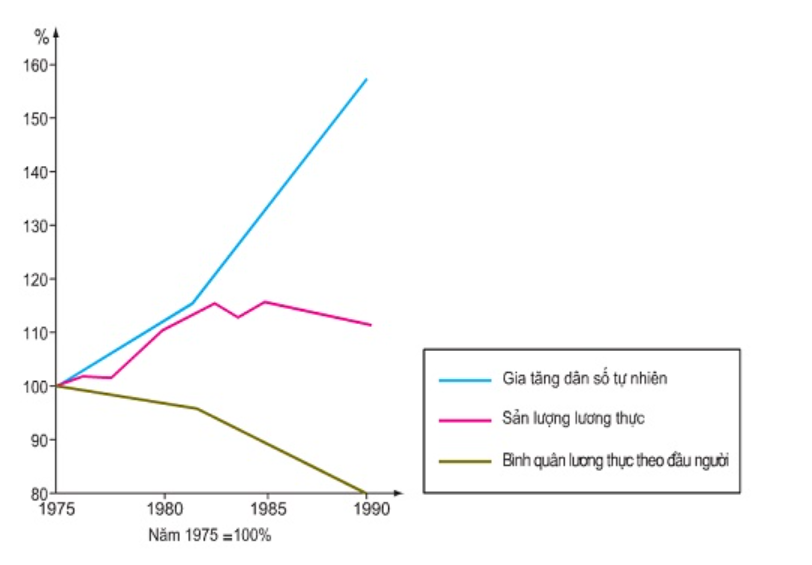 %
160
150
140
130
120
110
100
90
80
1975 1980 1985 1990
Năm 1975 =100%
Gia tăng dân số tự nhiên
Sản lượng lương thực
Bình quân lương thực theo đầu người